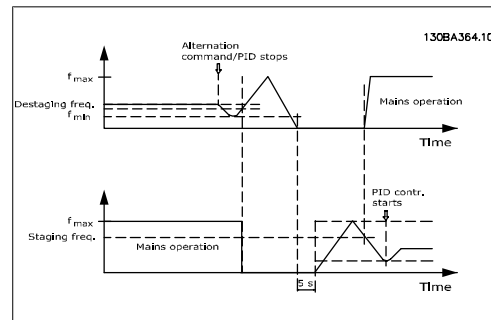 130BA364.10
Alternation
command/PID stops
fmax
Destaging freq.
fmin
Mains operation
Time
PID contr.
starts
fmax
Staging freq.
Mains operation
5 s
Time